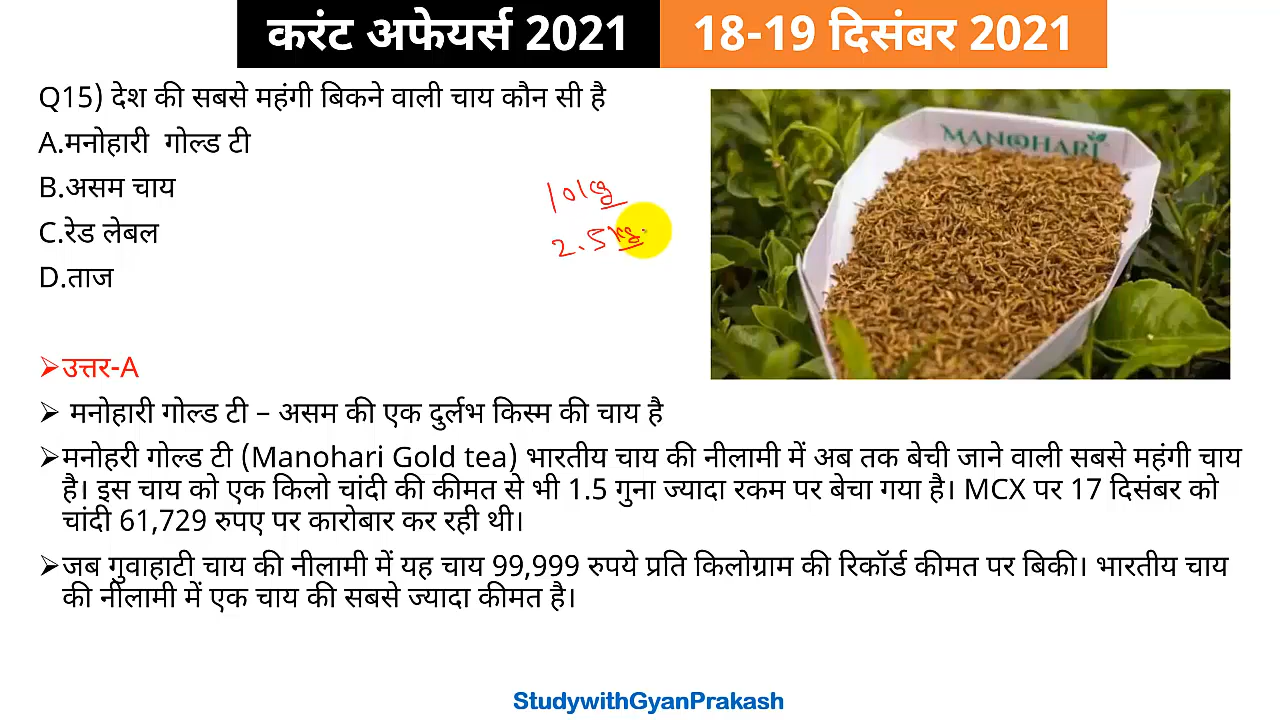 करंट अफेयर्स 2021 18-19 दिसंबर 2021
Q15) देश की सबसे महंगी बिकने वाली चाय कौन सी है
A.मनोहारी गोल्ड टी
B.असम चाय
C.रेड लेबल
D.ताज
MANOHARI
10kg
2.5kg.
➢उत्तर-A
➢ मनोहारी गोल्ड टी – असम की एक दुर्लभ किस्म की चाय है
➢मनोहरी गोल्ड टी (Manohari Gold tea) भारतीय चाय की नीलामी में अब तक बेची जाने वाली सबसे महंगी चाय
है। इस चाय को एक किलो चांदी की कीमत से भी 1.5 गुना ज्यादा रकम पर बेचा गया है। MCX पर 17 दिसंबर को
चांदी 61,729 रुपए पर कारोबार कर रही थी।
➢जब गुवाहाटी चाय की नीलामी में यह चाय 99,999 रुपये प्रति किलोग्राम की रिकॉर्ड कीमत पर बिकी। भारतीय चाय
की नीलामी में एक चाय की सबसे ज्यादा कीमत है।
StudywithGyanPrakash